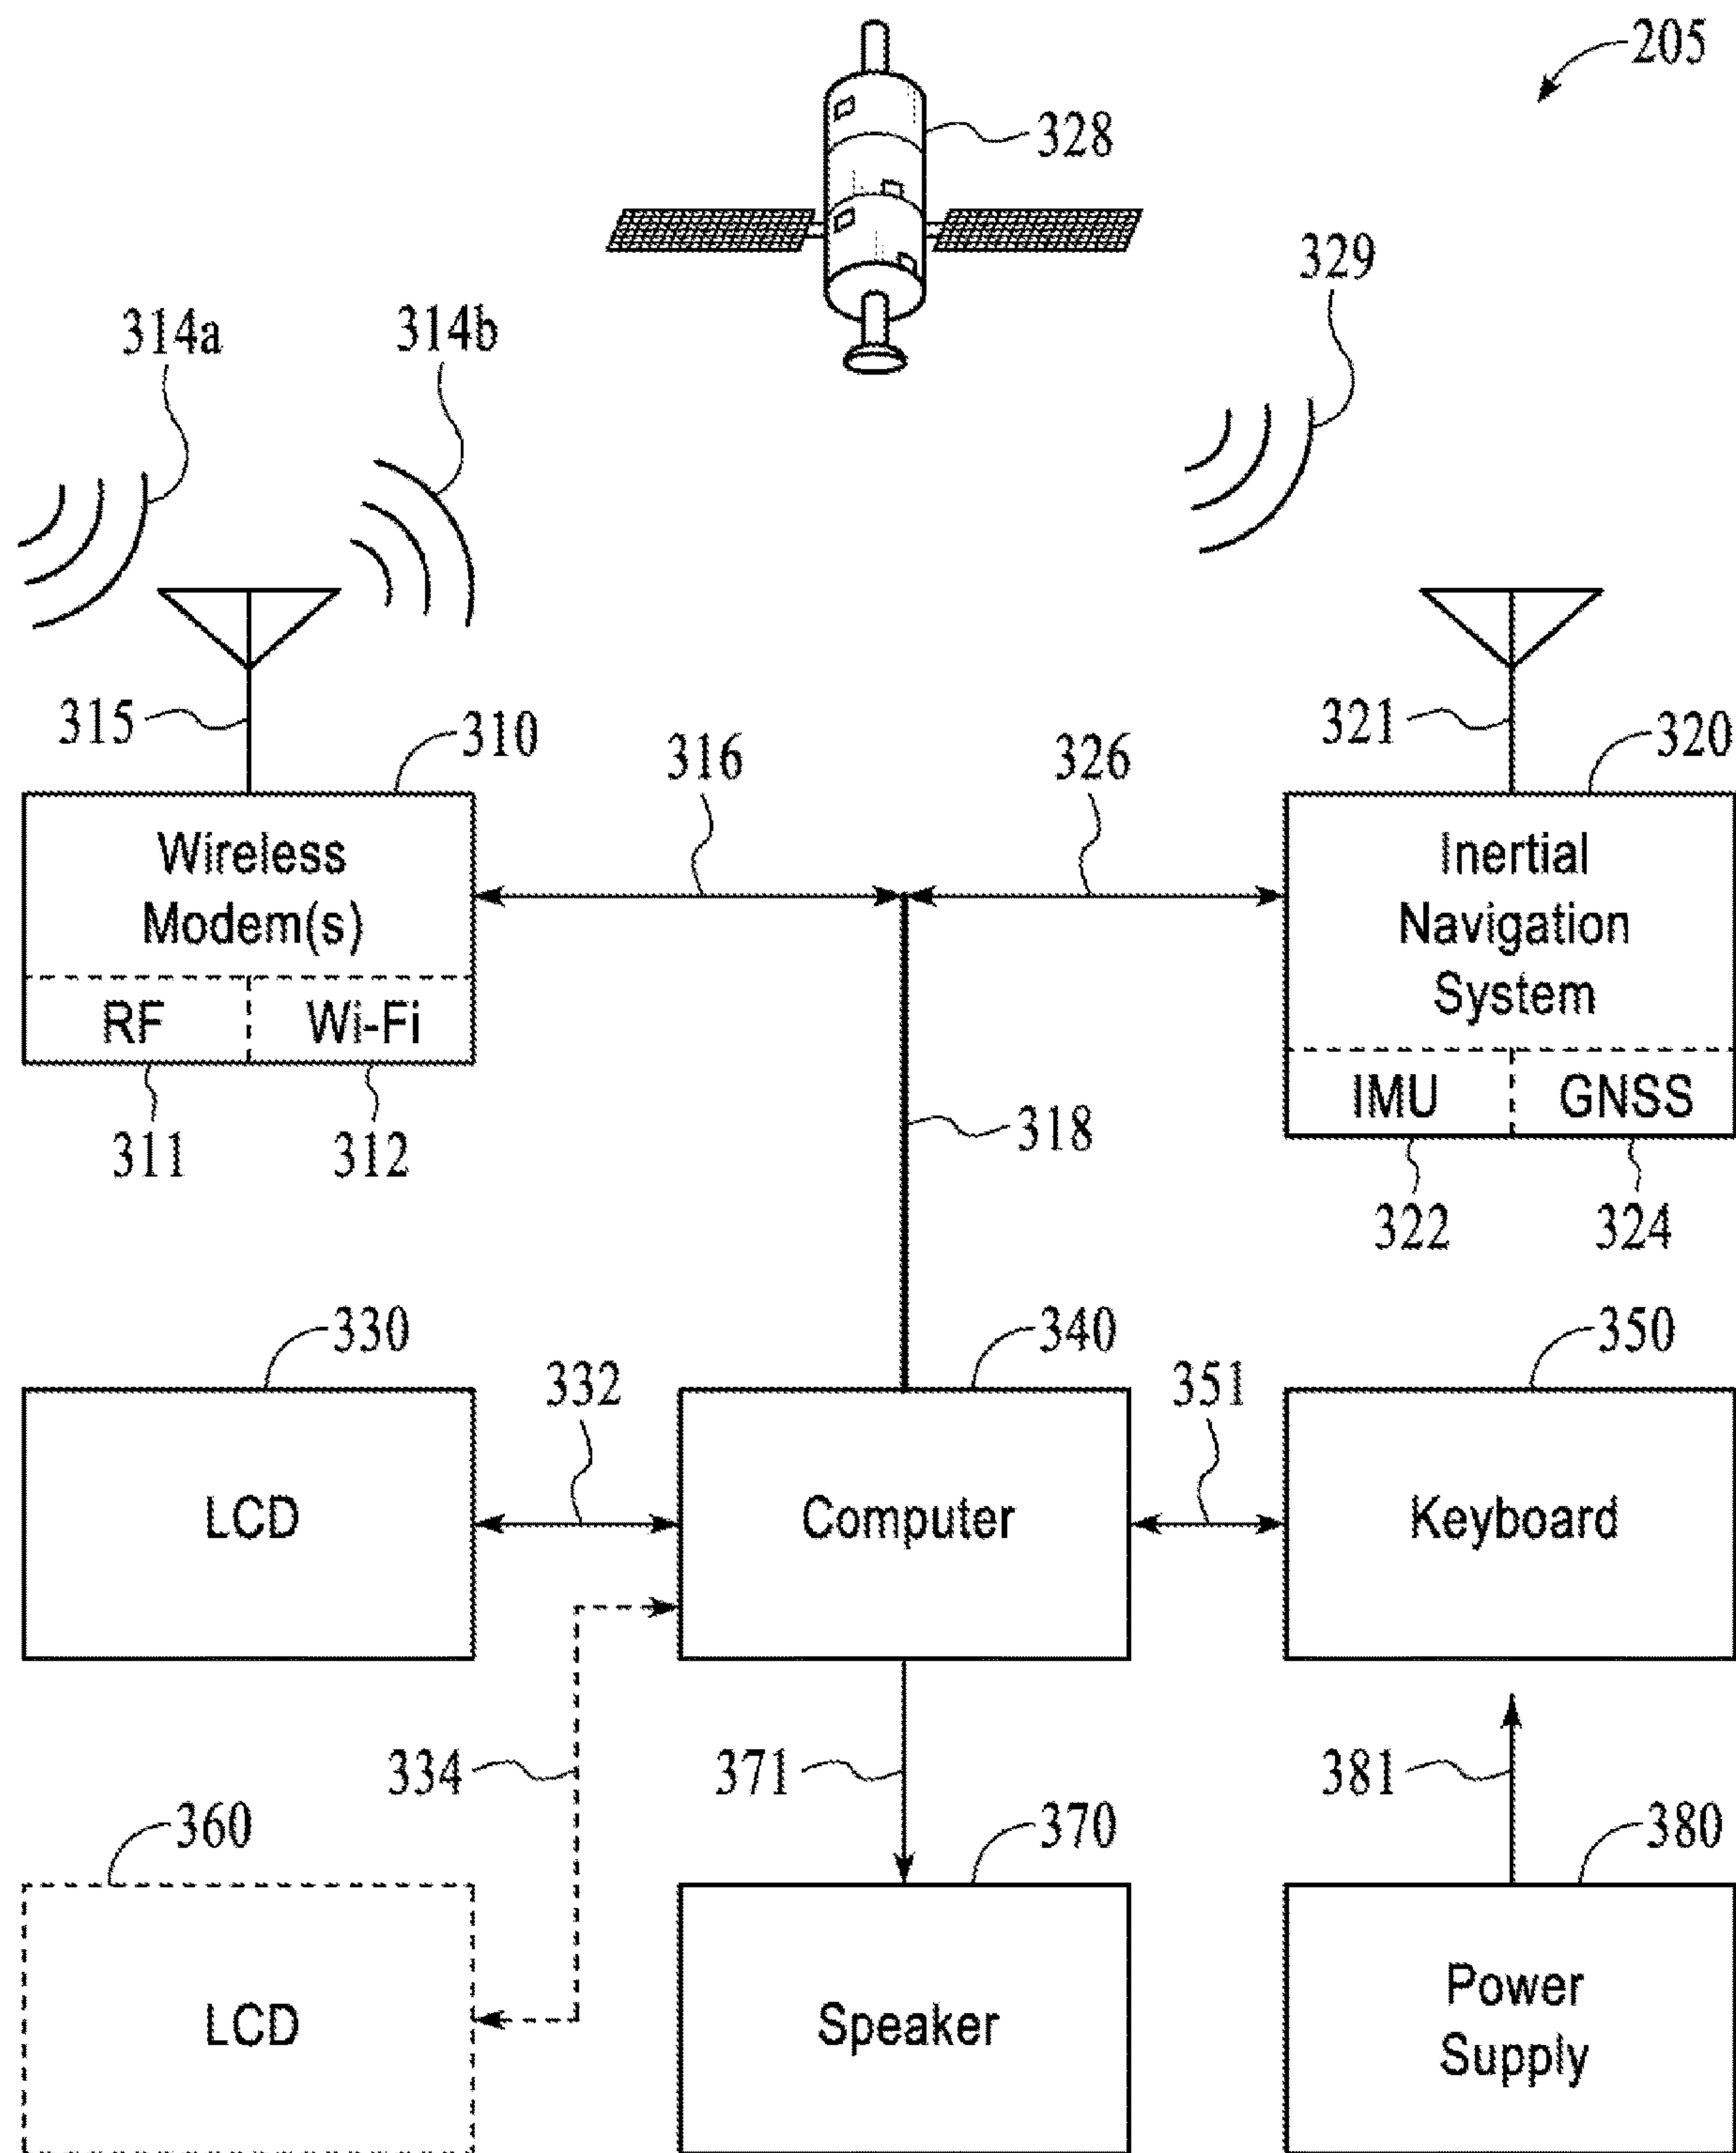 205
328
329
314a
314b
315
310
316
326
321
320
Wireless
Modem(s)
RF
Wi-Fi
311
312
Inertial
Navigation
System
IMU
GNSS
322
324
318
330
332
340
351
350
LCD
Computer
Keyboard
334
371
381
360
370
380
LCD
Speaker
Power
Supply